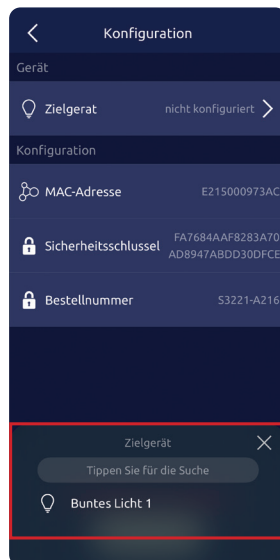 Konfiguration
Gerät
Zielgerat nicht konfiguriert
Konfiguration
MAC-Adresse E215000973AC
Sicherheitsschlussel FA7684AAF8283A70
AD8947ABDD30DFCE
Bestellnummer S3221-A216
Zielgerät
Tippen Sie für die Suche
Buntes Licht 1